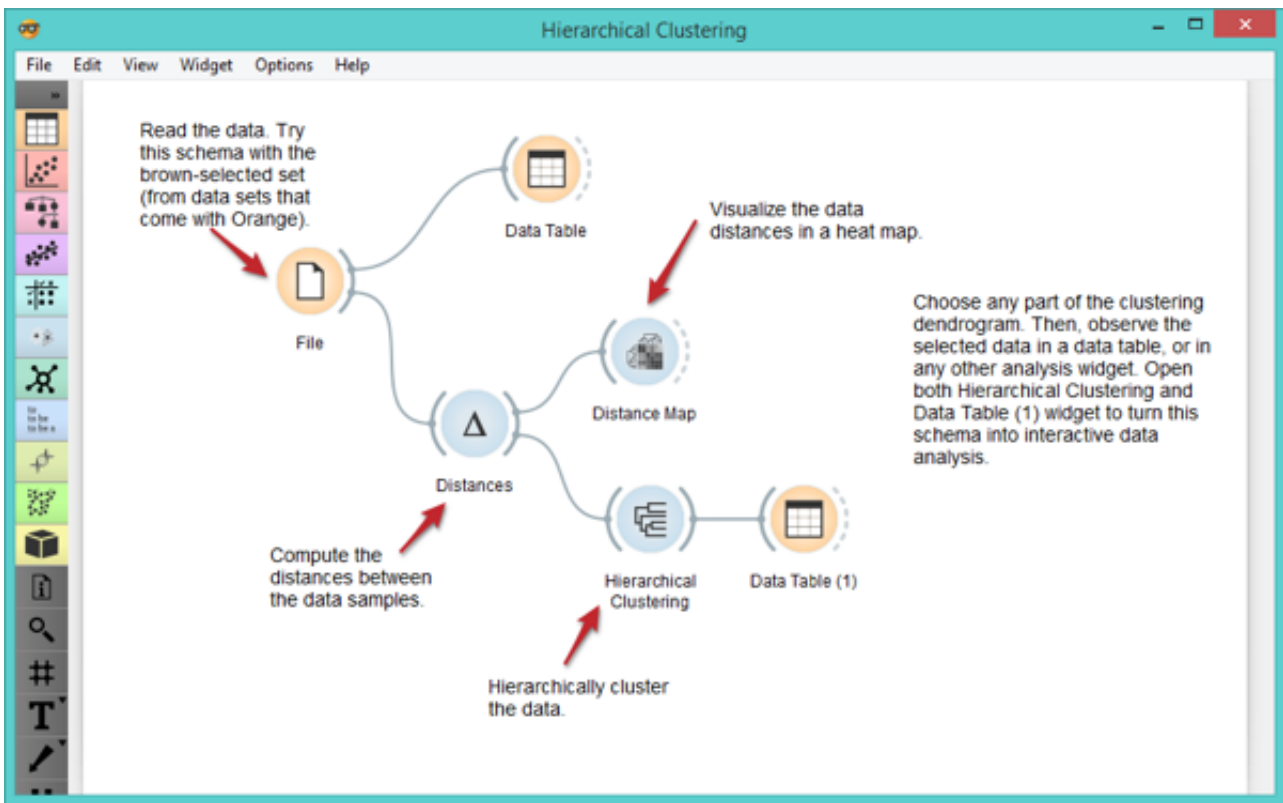 Hierarchical Clustering
File Edit View Widget Options Help
Read the data. Try
this schema with the
brown-selected set
(from data sets that
come with Orange).
Data Table
Visualize the data
distances in a heat map.
File
Choose any part of the clustering
dendrogram. Then, observe the
selected data in a data table, or in
any other analysis widget. Open
both Hierarchical Clustering and
Data Table (1) widget to turn this
schema into interactive data
analysis.
Distance Map
Δ
Distances
Compute the
distances between
the data samples.
Hierarchical
Clustering
Data Table (1)
Hierarchically cluster
the data.
to be
to be a
T